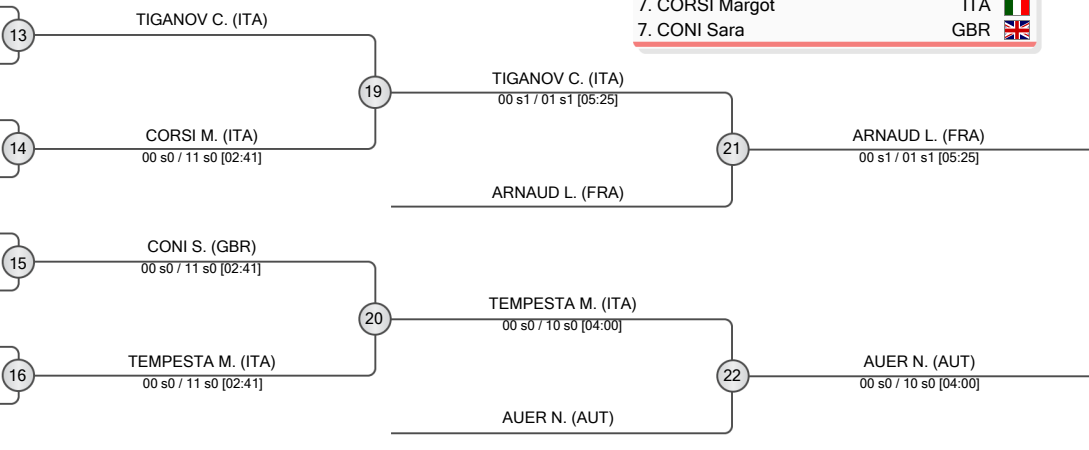 7. CORSI Margot ITA
7. CONI Sara GBR
TIGANOV C. (ITA)
13
19
TIGANOV C. (ITA)
00 s1 / 01 s1 [05:25]
14
CORSI M. (ITA)
00 s0 / 11 s0 [02:41]
21
ARNAUD L. (FRA)
00 s1 / 01 s1 [05:25]
ARNAUD L. (FRA)
15
CONI S. (GBR)
00 s0 / 11 s0 [02:41]
20
TEMPESTA M. (ITA)
00 s0 / 10 s0 [04:00]
16
TEMPESTA M. (ITA)
00 s0 / 11 s0 [02:41]
22
AUER N. (AUT)
00 s0 / 10 s0 [04:00]
AUER N. (AUT)